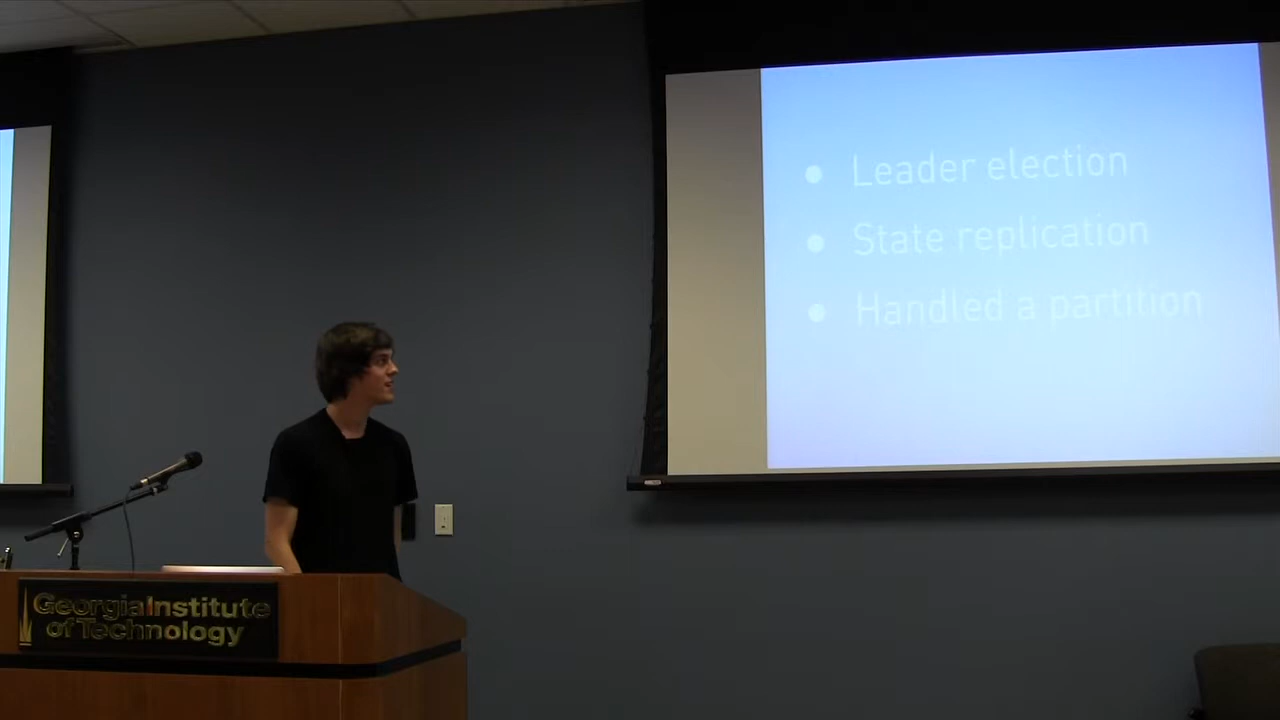 Leader election
State replication
Handled a partition
Georgia Institute
of Technology